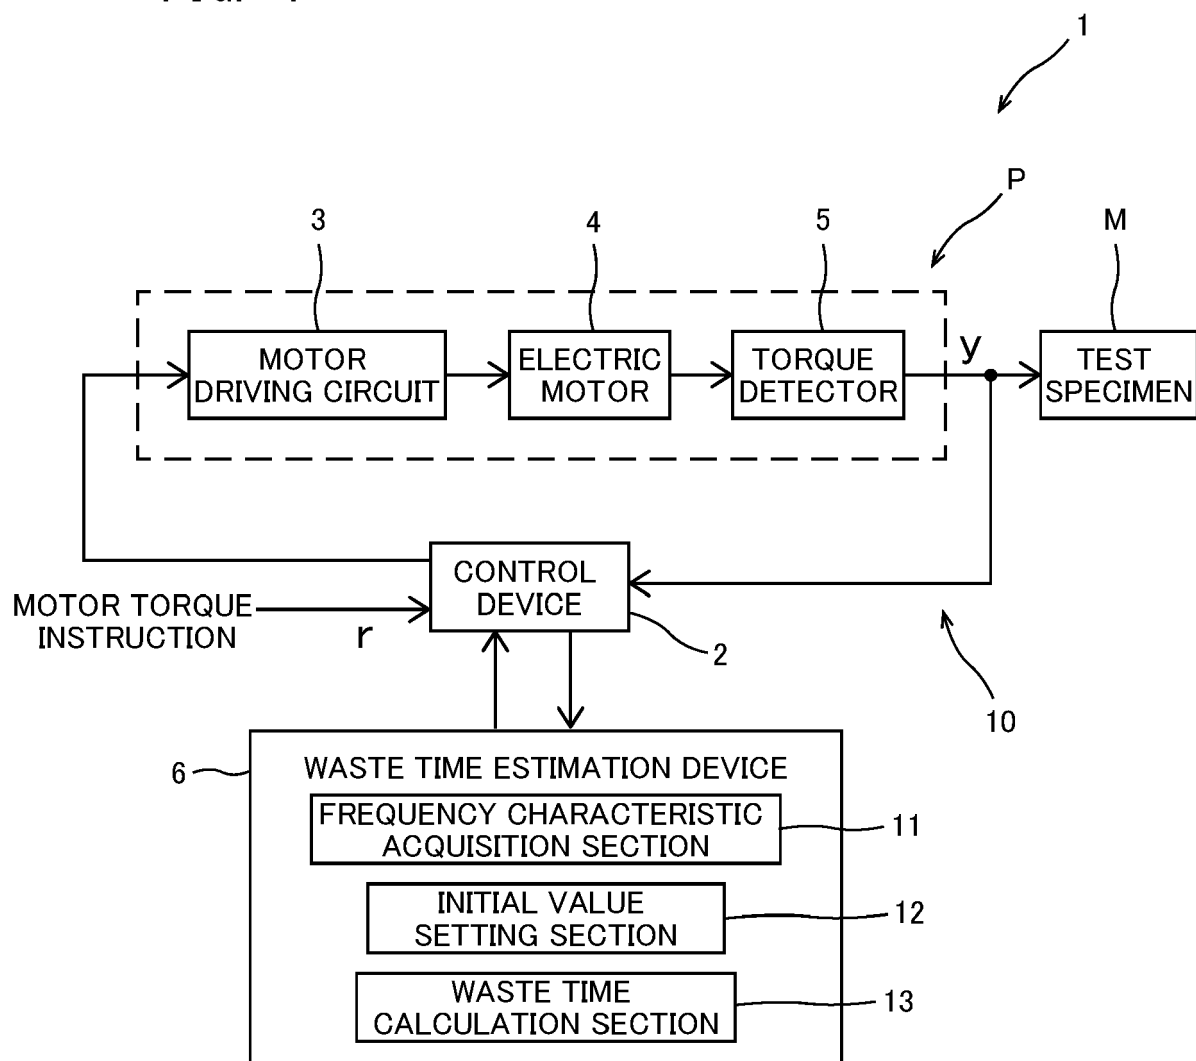 1
P
3
4
5
M
MOTOR
DRIVING CIRCUIT
ELECTRIC
MOTOR
TORQUE
DETECTOR
y
TEST
SPECIMEN
CONTROL
DEVICE
MOTOR TORQUE
INSTRUCTION
r
2
10
6
WASTE TIME ESTIMATION DEVICE
FREQUENCY CHARACTERISTIC
ACQUISITION SECTION
11
INITIAL VALUE
SETTING SECTION
12
WASTE TIME
CALCULATION SECTION
13